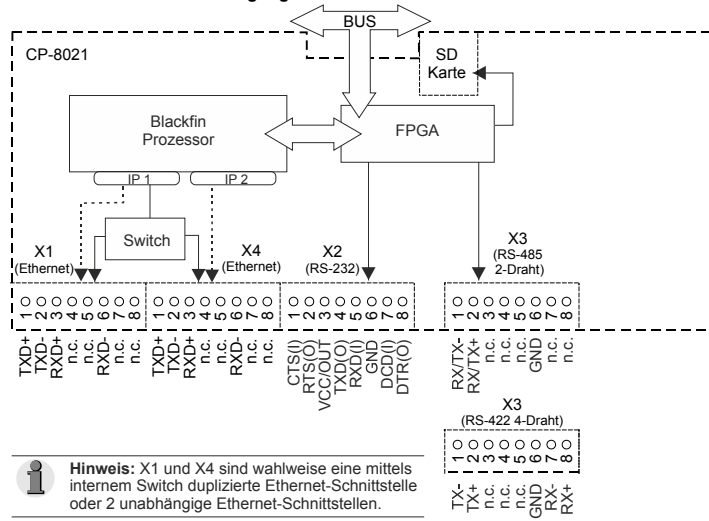 BUS
CP-8021
SD
Karte
Blackfin
Prozessor
FPGA
IP 1
IP 2
Switch
X1
(Ethernet)
X4
(Ethernet)
X2
(RS-232)
X3
(RS-485
2-Draht)
1 2 3 4 5 6 7 8
1 2 3 4 5 6 7 8
1 2 3 4 5 6 7 8
1 2 3 4 5 6 7 8
TXD+
TXD-
RXD+
n.c.
n.c.
RXD-
n.c.
n.c.
TXD+
TXD-
RXD+
n.c.
n.c.
RXD-
n.c.
n.c.
CTS(I)
RTS(O)
VCC/OUT
TXD(O)
RXD(I)
GND
DCD(I)
DTR(O)
RX/TX-
RX/TX+
n.c.
n.c.
n.c.
GND
n.c.
n.c.
X3
(RS-422 4-Draht)
1 2 3 4 5 6 7 8
TX-
TX+
n.c.
n.c.
n.c.
GND
RX-
RX+
Hinweis: X1 und X4 sind wahlweise eine mittels
internem Switch duplizierte Ethernet-Schnittstelle
oder 2 unabhängige Ethernet-Schnittstellen.